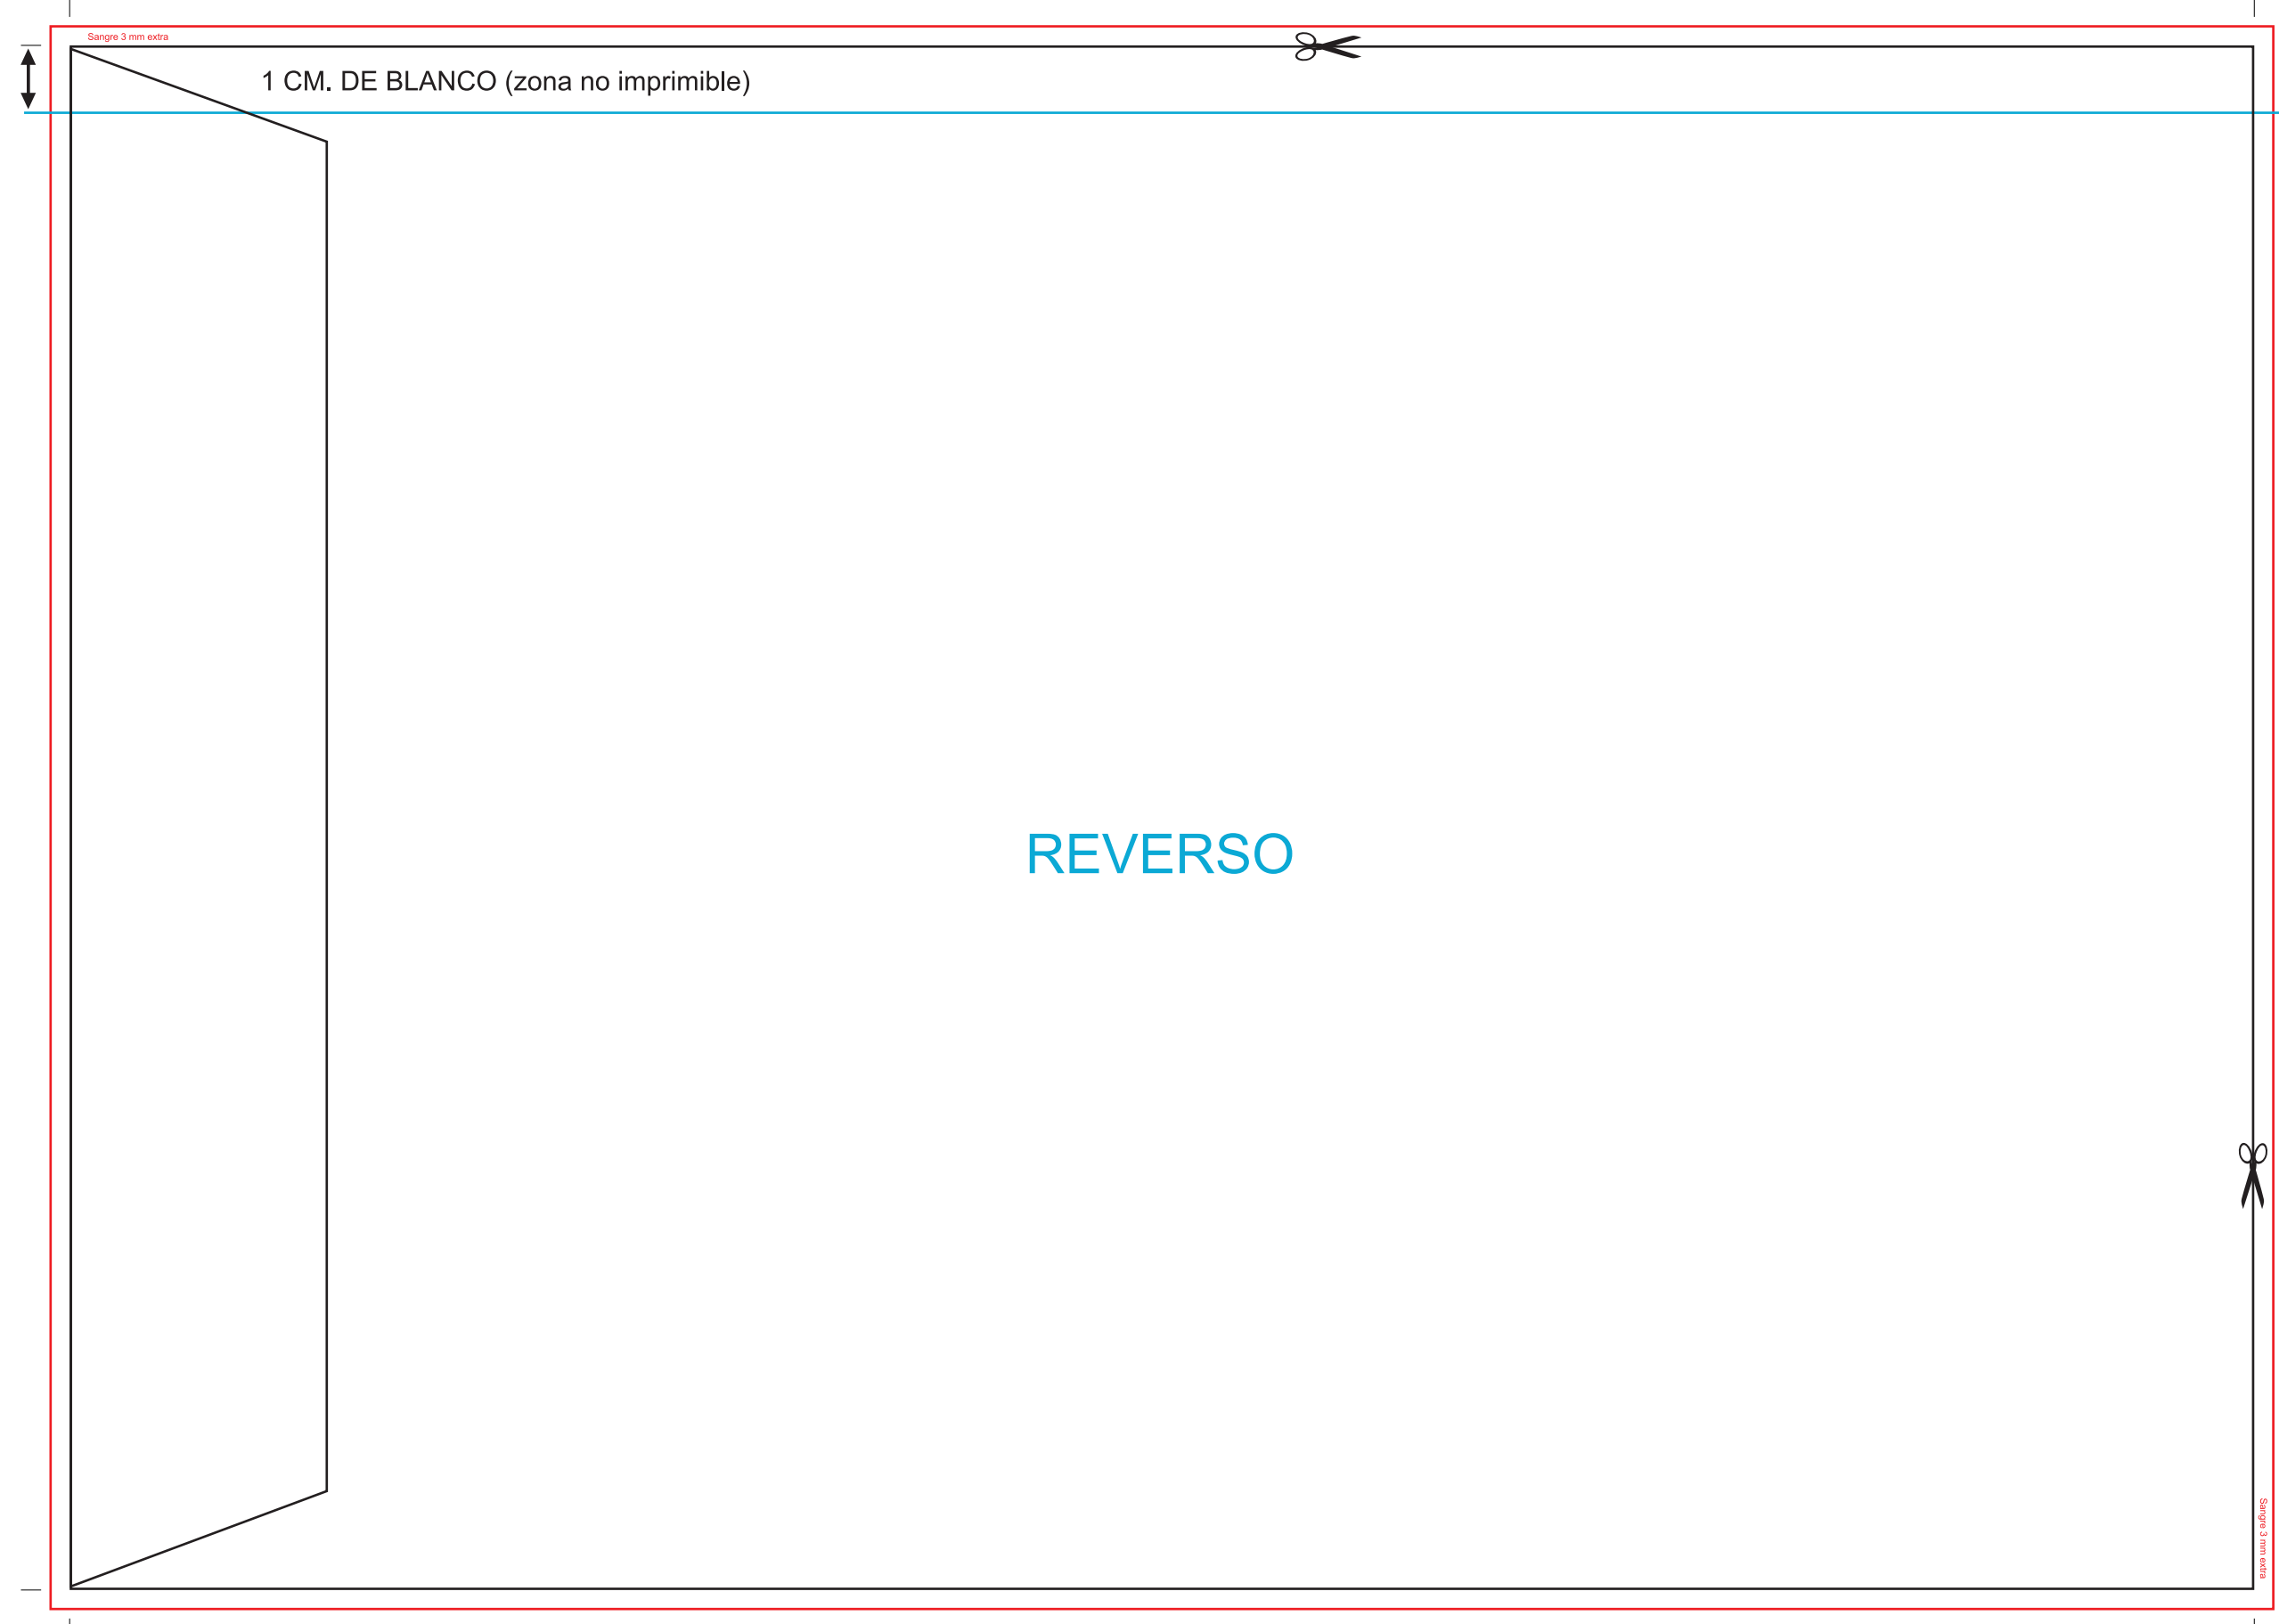 Sangre 3 mm extra
1 CM. DE BLANCO (zona no imprimible)
REVERSO
Sangre 3 mm extra